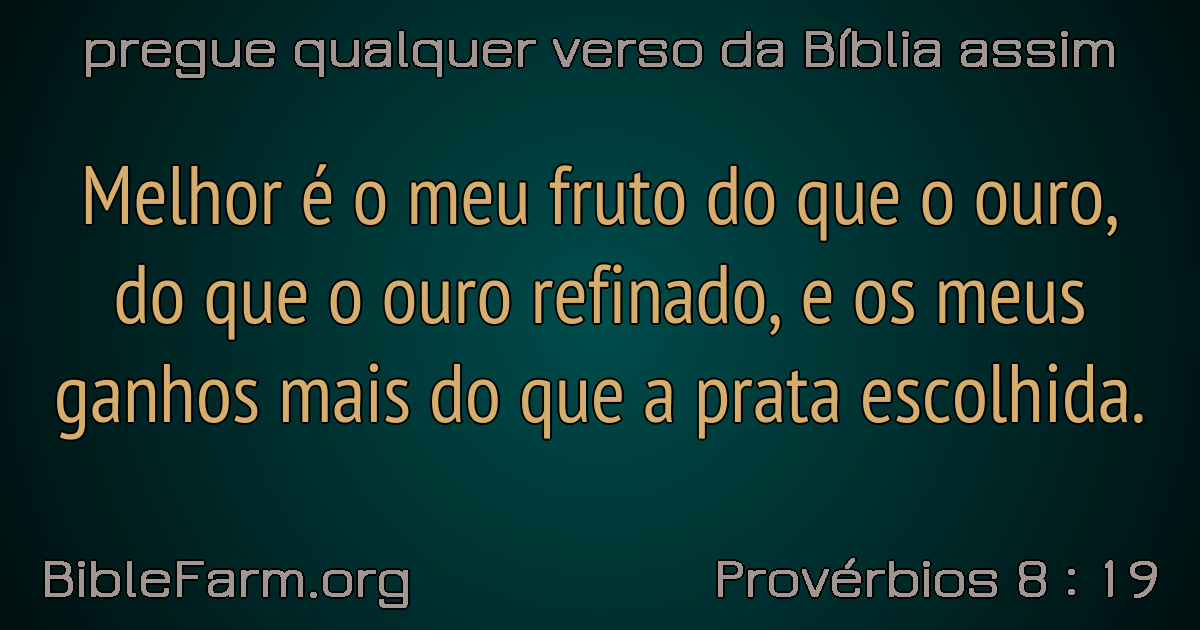 pregue qualquer verso da Bíblia assim
Melhor é o meu fruto do que o ouro,
do que o ouro refinado, e os meus
ganhos mais do que a prata escolhida.
BibleFarm.org
Provérbios 8 : 19